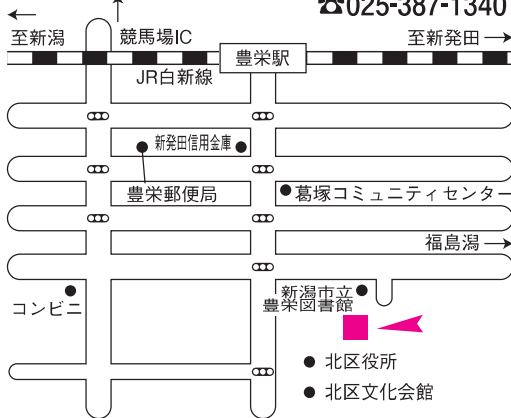 ☎025-387-1340
至新潟
競馬場IC
豊栄駅
至新発田
JR白新線
新発田信用金庫
豊栄郵便局
葛塚コミュニティセンター
福島潟
新潟市立
豊栄図書館
コンビニ
北区役所
北区文化会館